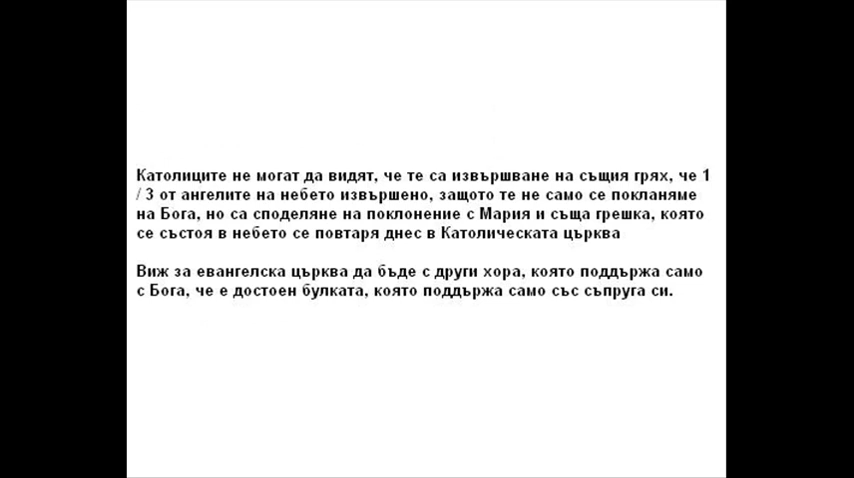 Католиците не могат да видят, че те са извършване на същия грях, че 1
/ 3 от ангелите на небето извършено, защото те не само се покланяме
на Бога, но са споделяне на поклонение с Мария и съща грешка, която
се състоя в небето се повтаря днес в Католическата църква
Виж за евангелска църква да бъде с други хора, която поддържа само
с Бога, че е достоен булката, която поддържа само със съпруга си.